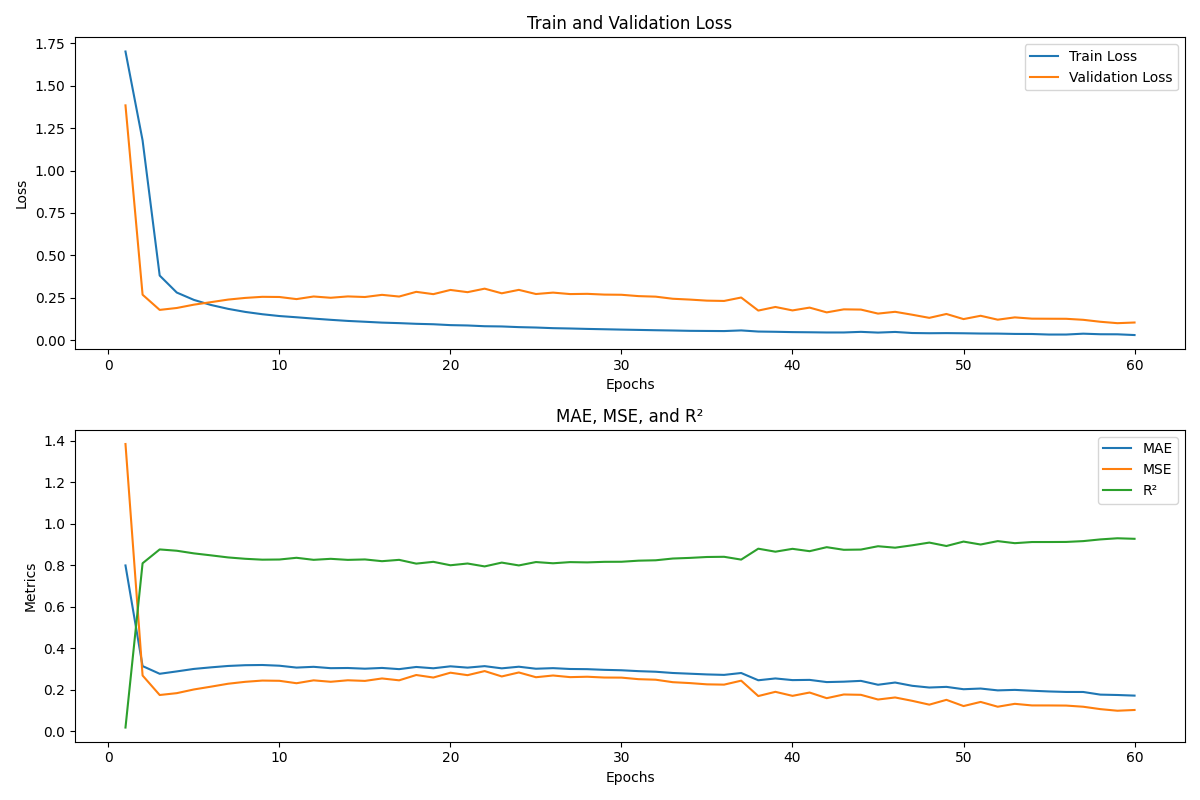 Train and Validation Loss
1.75
1.50
1.25
1.00
0.75
0.50
0.25
0.00
Loss
Train Loss
Validation Loss
0 10 20 30 40 50 60
Epochs
MAE, MSE, and R²
1.4
1.2
1.0
0.8
0.6
0.4
0.2
0.0
Metrics
MAE
MSE
R²
0 10 20 30 40 50 60
Epochs